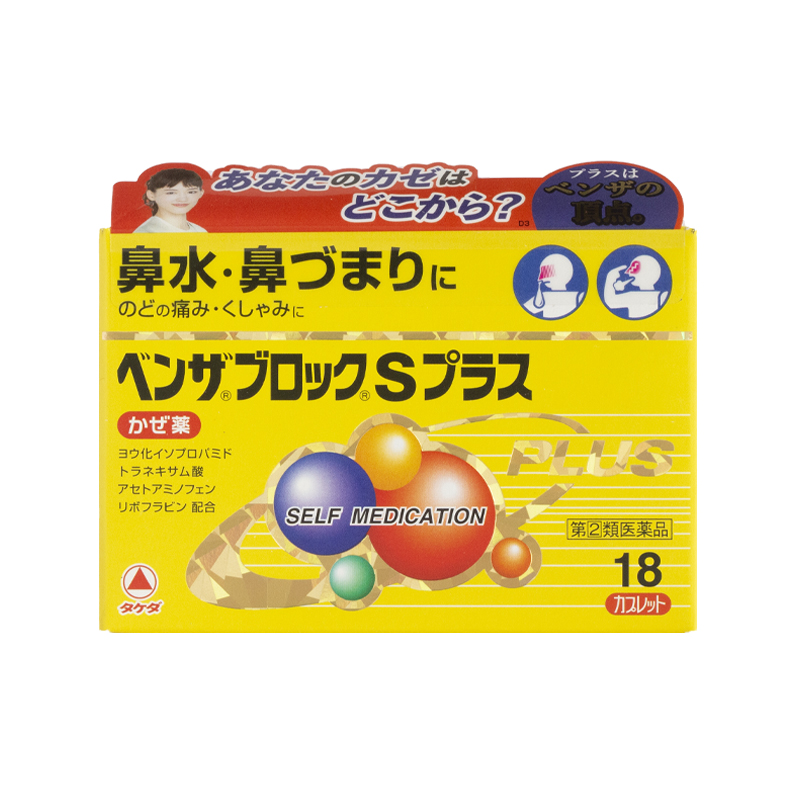 あなたのカゼは
どこから?
プラスは
ベンザの
頂点。
D3
鼻水・鼻づまりに
のどの痛み・くしゃみに
ベンザ®ブロック®Sプラス
かぜ薬
ヨウ化イソプロパミド
トラネキサム酸
アセトアミノフェン
リボフラビン 配合
PLUS
SELF MEDICATION
指②類医薬品
18
カプレット
タケダ